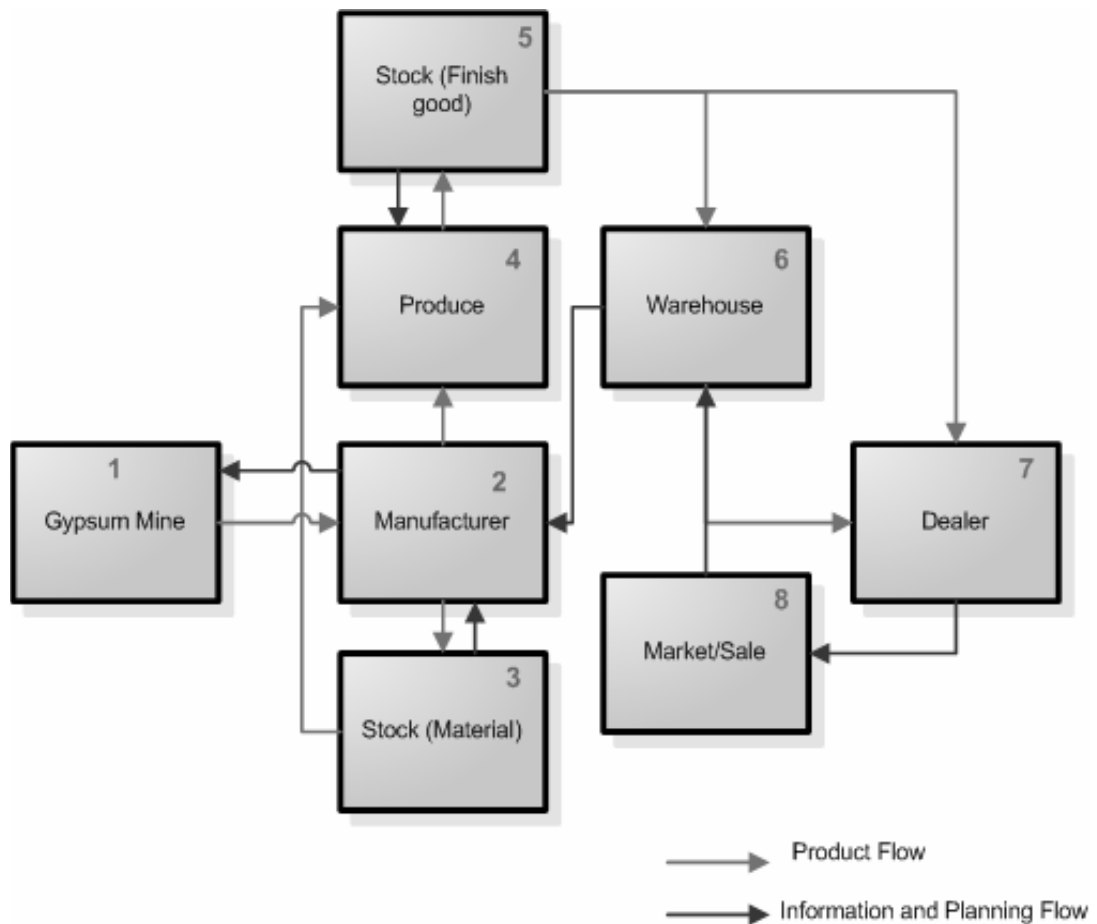 5
Stock (Finish
good)
4
Produce
6
Warehouse
1
Gypsum Mine
2
Manufacturer
7
Dealer
3
Stock (Material)
8
Market/Sale
Product Flow
Information and Planning Flow